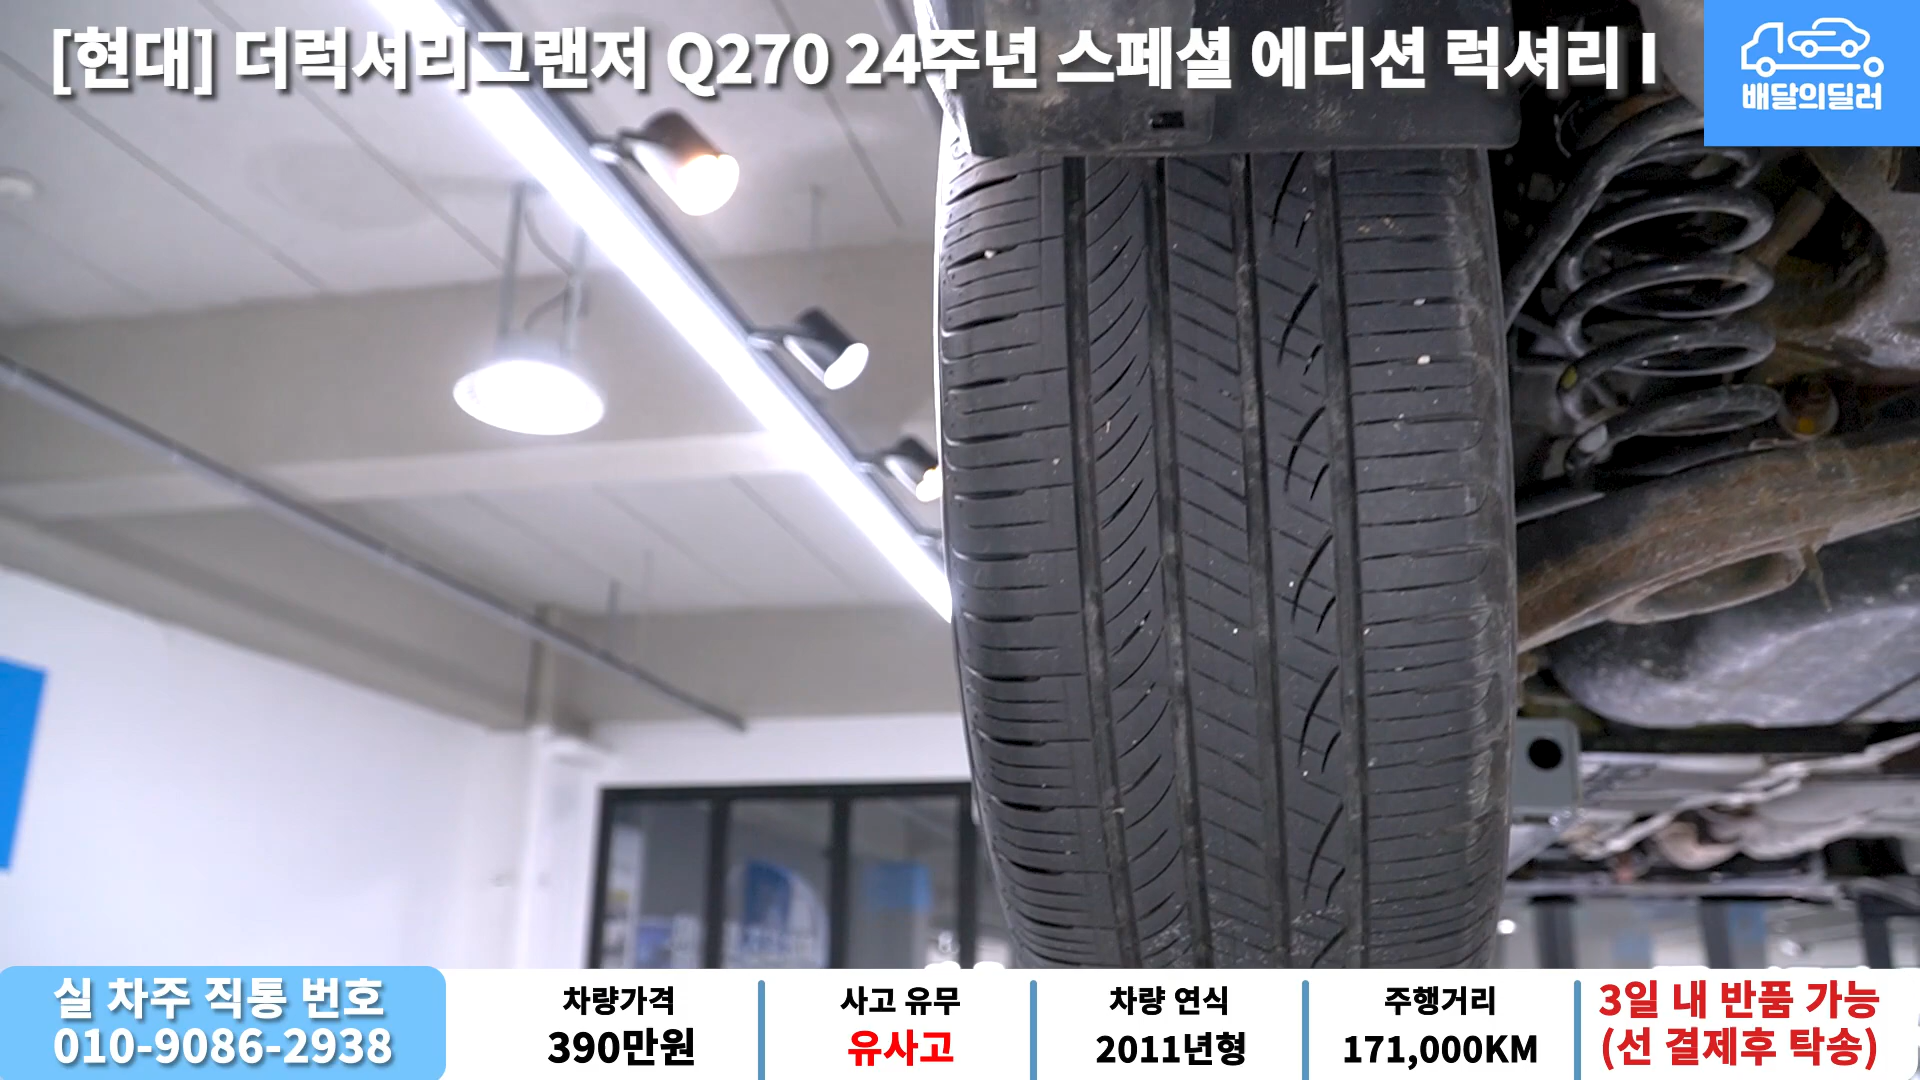 [현대] 더럭셔리그랜저 Q270 24주년 스페셜 에디션 럭셔리 I
배달의딜러
실 차주 직통 번호
010-9086-2938
차량가격
390만원
사고 유무
유사고
차량 연식
2011년형
주행거리
171,000KM
3일 내 반품 가능
(선 결제후 탁송)